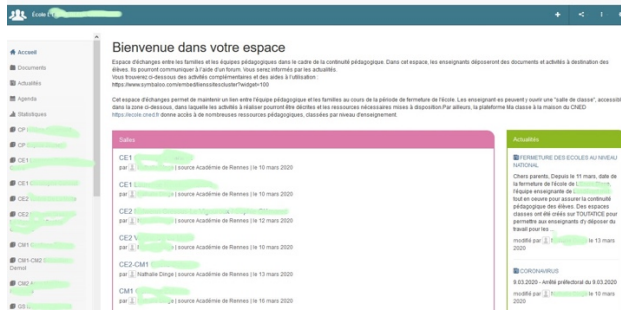 École
Accueil
Documents
Actualités
Agenda
Statistiques
CP
CP
CE1
CE1
CE2
CE2
CM1
CM1-CM2
CM2
GS
Bienvenue dans votre espace
Espace d'échanges entre les familles et les équipes pédagogiques dans le cadre de la continuité pédagogique. Dans cet espace, les enseignants déposeront des documents et activités à destination des
élèves. Ils pourront communiquer à l'aide d'un forum. Vous serez informés par les actualités.
Vous trouverez ci-dessous des activités complémentaires et des aides à l'utilisation :
Cet espace d'échanges permet de maintenir un lien entre l'équipe pédagogique et les familles au cours de la période de fermeture de l'école. Les enseignant es peuvent y ouvrir une "salle de classe", accessible
dans la zone ci-dessous, dans laquelle les activités à réaliser pourront être décrites et les ressources nécessaires mises à disposition.Par ailleurs, la plateforme Ma classe à la maison du CNED
https://ecole.cned.fr donne accès à de nombreuses ressources pédagogiques, classées par niveau d'enseignement.
Salles
CE1
par | source Académie de Rennes | le 10 mars 2020
CE1
par | source Académie de Rennes | le 10 mars 2020
CE2
par | source Académie de Rennes | le 12 mars 2020
CE2 V
par | source Académie de Rennes | le 10 mars 2020
CE2-CM1
par Nathalie | source Académie de Rennes | le 13 mars 2020
CM1
par | source Académie de Rennes | le 16 mars 2020
Actualités
FERMETURE DES ECOLES AU NIVEAU
NATIONAL
Chers parents, Depuis le 11 mars, date de
la fermeture de l'école de
l'équipe enseignante de
tout en oeuvre pour assurer la continuité
pédagogique des élèves. Des espaces
classes ont été créés sur TOUTATICE pour
permettre aux enseignants d'y déposer du
travail pour les ...
modifié par le 13 mars
2020
CORONAVIRUS
9.03.2020 - Arrêté préfectoral du 9.03.2020
modifié par le 10 mars
2020